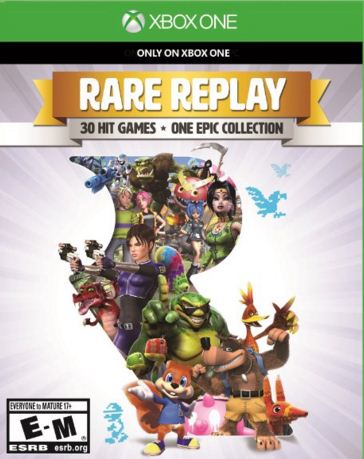 XBOX ONE
ONLY ON XBOX ONE
RARE REPLAY
30 HIT GAMES ★ ONE EPIC COLLECTION
EVERYONE to MATURE 17+
E-M
ESRB esrb.org